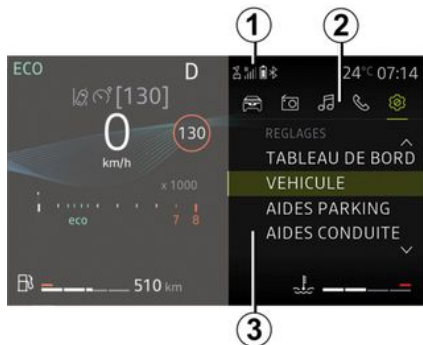 1
2
ECO
D
24°C 07:14
[130]
0
km/h
130
REGLAGES
TABLEAU DE BORD
VEHICULE
AIDES PARKING
AIDES CONDUITE
x 1000
eco
7 8
510 km
3